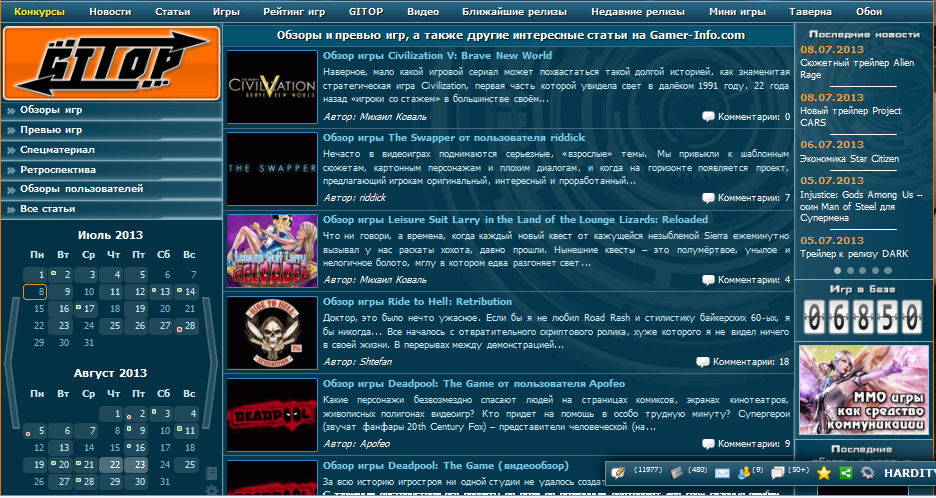 Конкурсы Новости Статьи Игры Рейтинг игр GITOP Видео Ближайшие релизы Недавние релизы Мини игры Таверна Обои
GITOP
Обзоры игр
Превью игр
Спецматериал
Ретроспектива
Обзоры пользователей
Все статьи
Июль 2013
Пн Вт Ср Чт Пт Сб Вс
1 2 3 4 5 6 7
8 9 10 11 12 13 14
15 16 17 18 19 20 21
22 23 24 25 26 27 28
29 30 31
Август 2013
Пн Вт Ср Чт Пт Сб Вс
1 2 3 4
5 6 7 8 9 10 11
12 13 14 15 16 17 18
19 20 21 22 23 24 25
26 27 28 29 30 31
Обзоры и превью игр, а также другие интересные статьи на Gamer-Info.com
CIVILIZATION V
BRAVE NEW WORLD
Обзор игры Civilization V: Brave New World
Наверное, мало какой игровой сериал может похвастаться такой долгой историей, как знаменитая
стратегическая игра Civilization, первая часть которой увидела свет в далёком 1991 году. 22 года
назад «игроки со стажем» в большинстве своём...
Автор: Михаил Коваль Комментарии: 0
THE SWAPPER
Обзор игры The Swapper от пользователя riddick
Нечасто в видеоиграх поднимаются серьезные, «взрослые» темы. Мы привыкли к шаблонным
сюжетам, картонным персонажам и плохим диалогам, и когда на горизонте появляется проект,
предлагающий игрокам оригинальный, интересный и проработанный...
Автор: riddick Комментарии: 7
Leisure Suit Larry
RELOADED
Обзор игры Leisure Suit Larry in the Land of the Lounge Lizards: Reloaded
Что ни говори, а времена, когда каждый новый квест от кажущейся незыблемой Sierra ежеминутно
вызывал у нас раскаты хохота, давно прошли. Нынешние квесты – это полумёртвое, унылое и
нелогичное болото, мглу в котором едва разгоняет свет...
Автор: Михаил Коваль Комментарии: 4
RIDE TO HELL
Обзор игры Ride to Hell: Retribution
Доктор, это было нечто ужасное. Если бы я не любил Road Rash и стилистику байкерских 60-ых, я
бы никогда... Все началось с отвратительного скриптового ролика, хуже которого я не видел ничего
в своей жизни. В перерывах между демонстрацией...
Автор: Shtefan Комментарии: 18
DEADPOOL
Обзор игры Deadpool: The Game от пользователя Apofeo
Какие персонажи безвозмездно спасают людей на страницах комиксов, экранах кинотеатров,
живописных полигонах видеоигр? Кто придет на помощь в особо трудную минуту? Супергерои
(звучат фанфары 20th Century Fox) – представители человеческой (на...
Автор: Apofeo Комментарии: 9
DEADPOOL
Обзор игры Deadpool: The Game (видеообзор)
За всю историю игростроя ни одной студии не удалось создат
Последние новости
08.07.2013
Сюжетный трейлер Alien
Rage
08.07.2013
Новый трейлер Project
CARS
06.07.2013
Экономика Star Citizen
05.07.2013
Injustice: Gods Among Us –
скин Man of Steel для
Супермена
05.07.2013
Трейлер к релизу DARK
Игр в Базе
06850
ММО игры
как средство
коммуникации
Последние
(11977) (480) (9) (50+) HARDITY